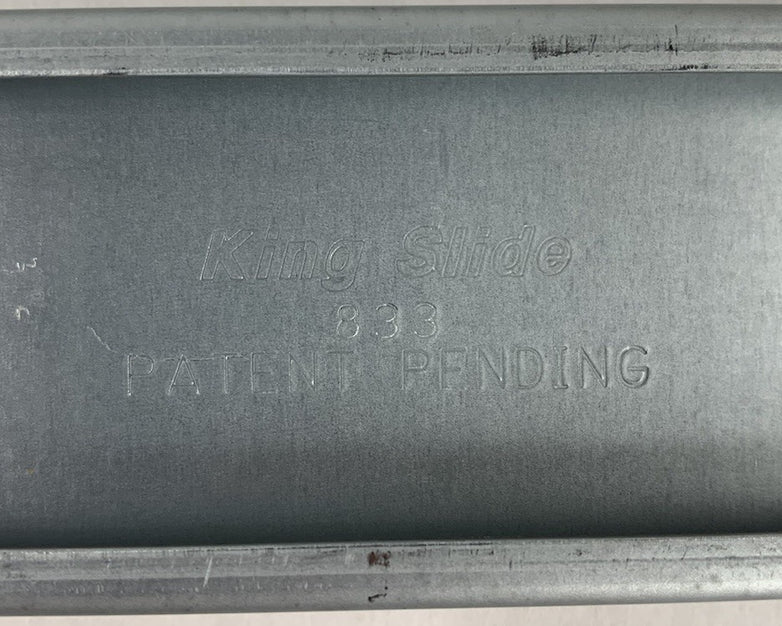 King Slide
833
PATENT PENDING